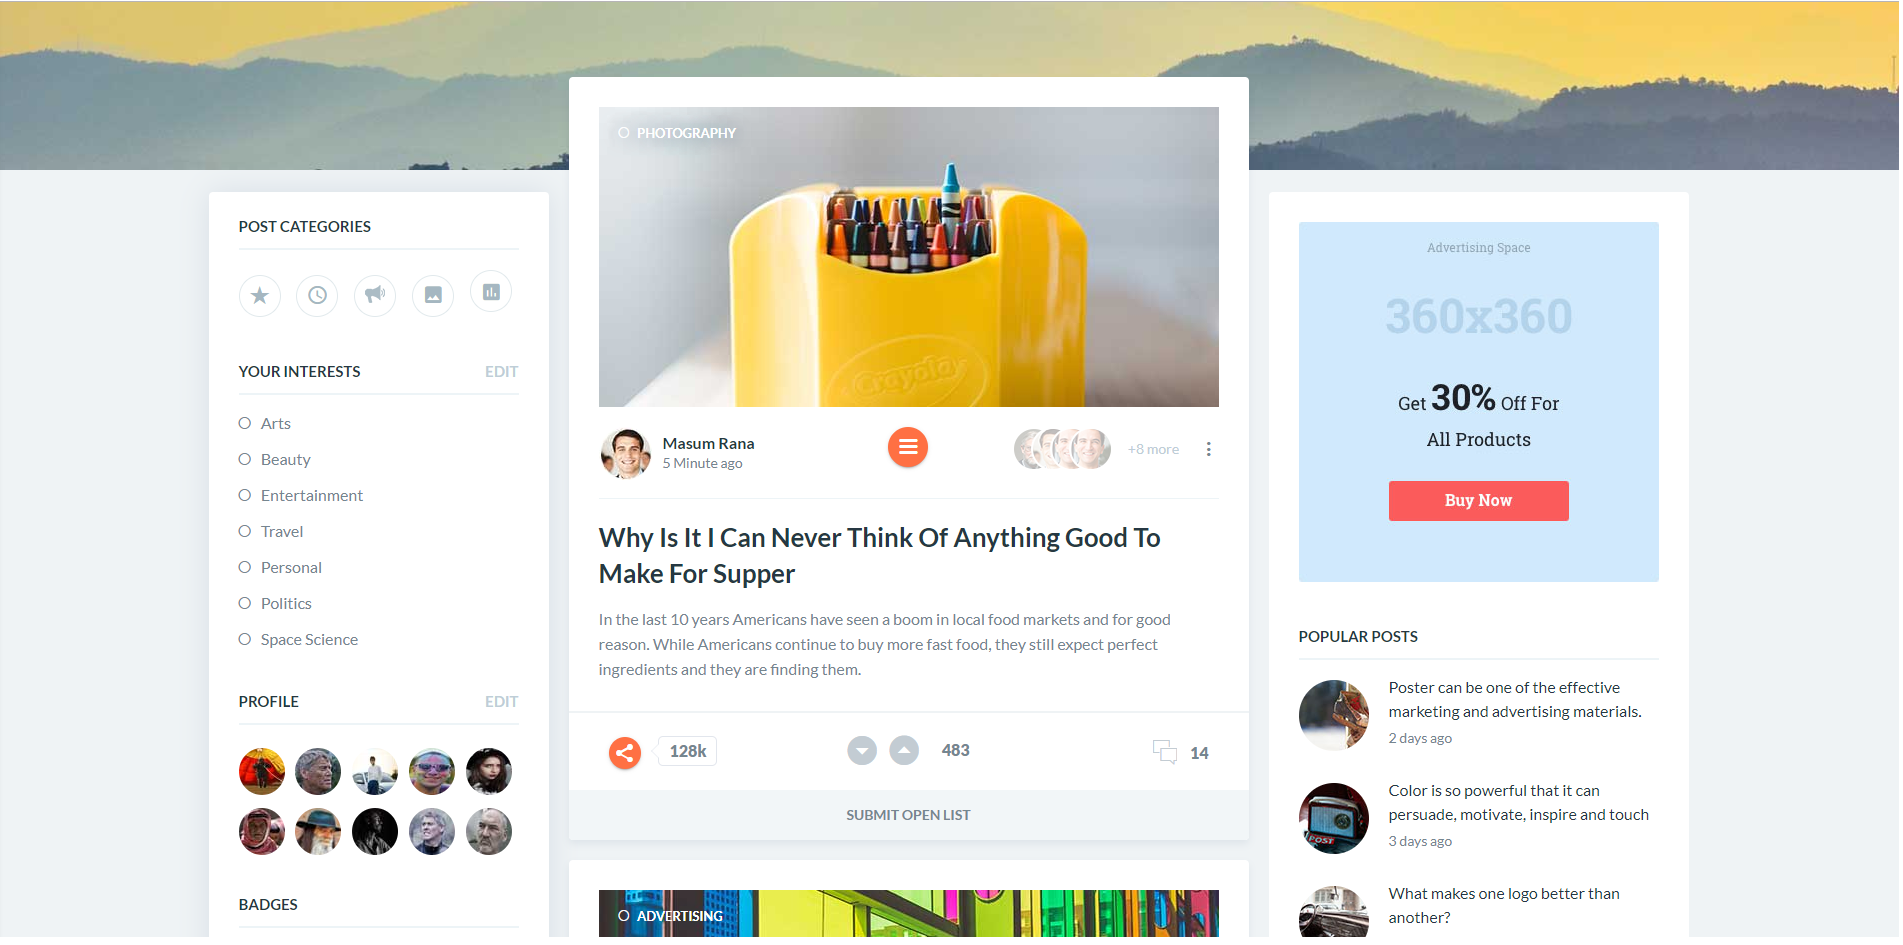 POST CATEGORIES
YOUR INTERESTS EDIT
Arts
Beauty
Entertainment
Travel
Personal
Politics
Space Science
PROFILE EDIT
BADGES
PHOTOGRAPHY
Crayola
Masum Rana
5 Minute ago
+8 more
Why Is It I Can Never Think Of Anything Good To
Make For Supper
In the last 10 years Americans have seen a boom in local food markets and for good
reason. While Americans continue to buy more fast food, they still expect perfect
ingredients and they are finding them.
128k
483
14
SUBMIT OPEN LIST
ADVERTISING
Advertising Space
360x360
Get 30% Off For
All Products
Buy Now
POPULAR POSTS
Poster can be one of the effective
marketing and advertising materials.
2 days ago
Color is so powerful that it can
persuade, motivate, inspire and touch
3 days ago
POST
What makes one logo better than
another?